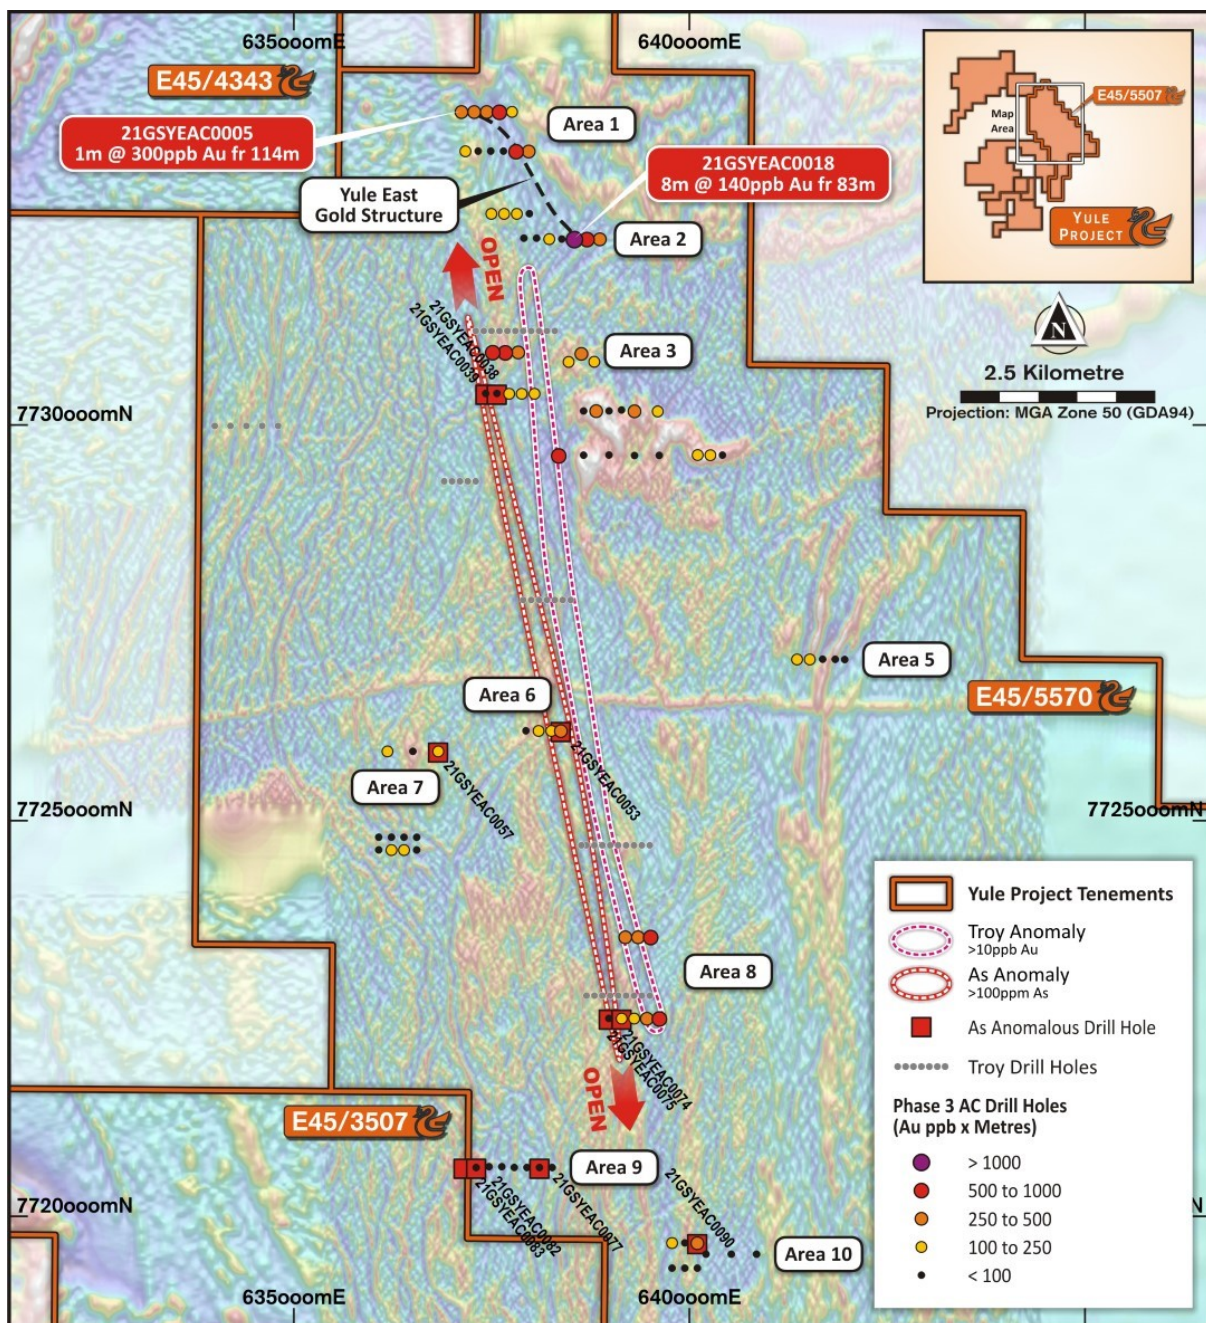 635000mE
640000mE
E45/4343
21GSYEAC0005
1m @ 300ppb Au fr 114m
Area 1
21GSYEAC0018
8m @ 140ppb Au fr 83m
Yule East
Gold Structure
Area 2
E45/5507
Map
Area
YULE
PROJECT
OPEN
21GSYEAC0038
21GSYEAC0039
Area 3
N
2.5 Kilometre
Projection: MGA Zone 50 (GDA94)
7730000mN
Area 5
Area 6
E45/5570
21GSYEAC0053
Area 7
21GSYEAC0057
7725000mN
7725000mN
Area 8
21GSYEAC0074
21GSYEAC0075
OPEN
E45/3507
Area 9
21GSYEAC0082
21GSYEAC0083
21GSYEAC0077
21GSYEAC0090
7720000mN
N
Area 10
635000mE
640000mE
Yule Project Tenements
Troy Anomaly
>10ppb Au
As Anomaly
>100ppm As
As Anomalous Drill Hole
Troy Drill Holes
Phase 3 AC Drill Holes
(Au ppb x Metres)
> 1000
500 to 1000
250 to 500
100 to 250
< 100